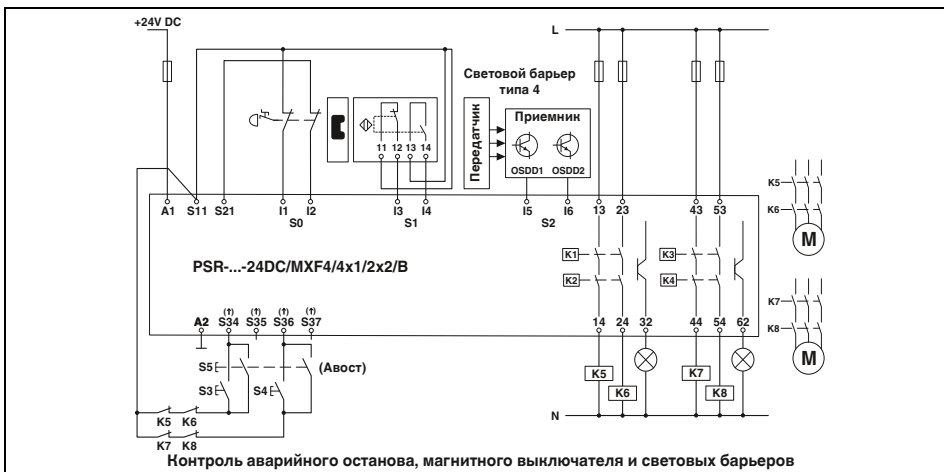 +24V DC
L
Световой барьер
типа 4
Передатчик
Приемник
OSDD1 OSDD2
11 12 13 14
A1 S11 S21 I1 I2 I3 I4 I5 I6 13 23 43 53
S0 S1 S2
K5
K6
M
K1 K3
K2 K4
PSR-...-24DC/MXF4/4x1/2x2/B
K7
K8
M
(†) (†) (†) (†)
A2 S34 S35 S36 S37 14 24 32 44 54 62
S5 (Авост)
S3 S4
K5 K7
K6 K8
K5 K6
N
K7 K8
Контроль аварийного останова, магнитного выключателя и световых барьеров